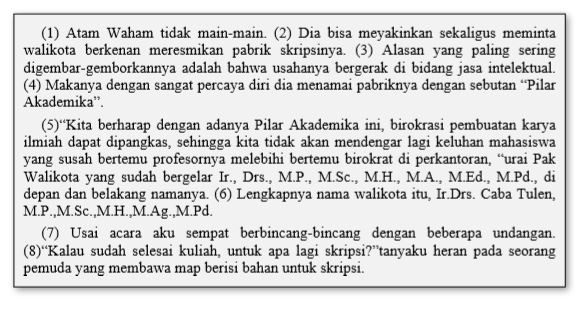 (1) Atam Waham tidak main-main. (2) Dia bisa meyakinkan sekaligus meminta
walikota berkenan meresmikan pabrik skripsinya. (3) Alasan yang paling sering
digembar-gemborkannya adalah bahwa usahanya bergerak di bidang jasa intelektual.
(4) Makanya dengan sangat percaya diri dia menamai pabriknya dengan sebutan “Pilar
Akademika”.
(5)“Kita berharap dengan adanya Pilar Akademika ini, birokrasi pembuatan karya
ilmiah dapat dipangkas, sehingga kita tidak akan mendengar lagi keluhan mahasiswa
yang susah bertemu profesornya melebihi bertemu birokrat di perkantoran, “urai Pak
Walikota yang sudah bergelar Ir., Drs., M.P., M.Sc., M.H., M.A., M.Ed., M.Pd., di
depan dan belakang namanya. (6) Lengkapnya nama walikota itu, Ir.Drs. Caba Tulen,
M.P.,M.Sc.,M.H.,M.Ag.,M.Pd.
(7) Usai acara aku sempat berbincang-bincang dengan beberapa undangan.
(8)“Kalau sudah selesai kuliah, untuk apa lagi skripsi?”tanyaku heran pada seorang
pemuda yang membawa map berisi bahan untuk skripsi.